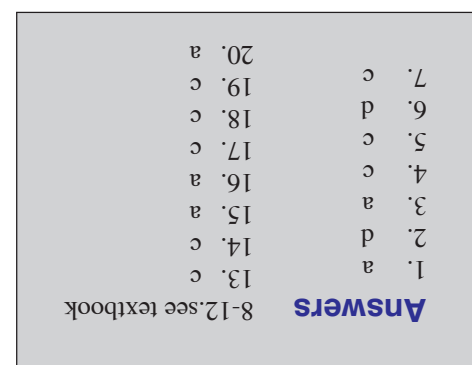 Answers
1. a
2. d
3. a
4. c
5. c
6. d
7. c
8-12.see textbook
13. c
14. c
15. a
16. a
17. c
18. c
19. c
20. a